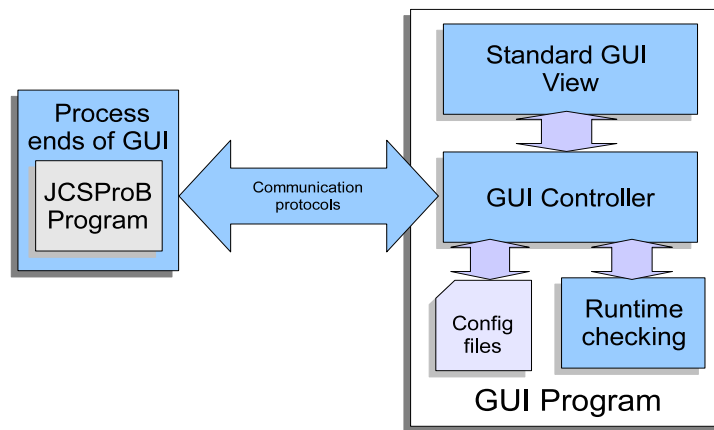 Process
ends of GUI
JCSProB
Program
Communication
protocols
Standard GUI
View
GUI Controller
Config
files
Runtime
checking
GUI Program